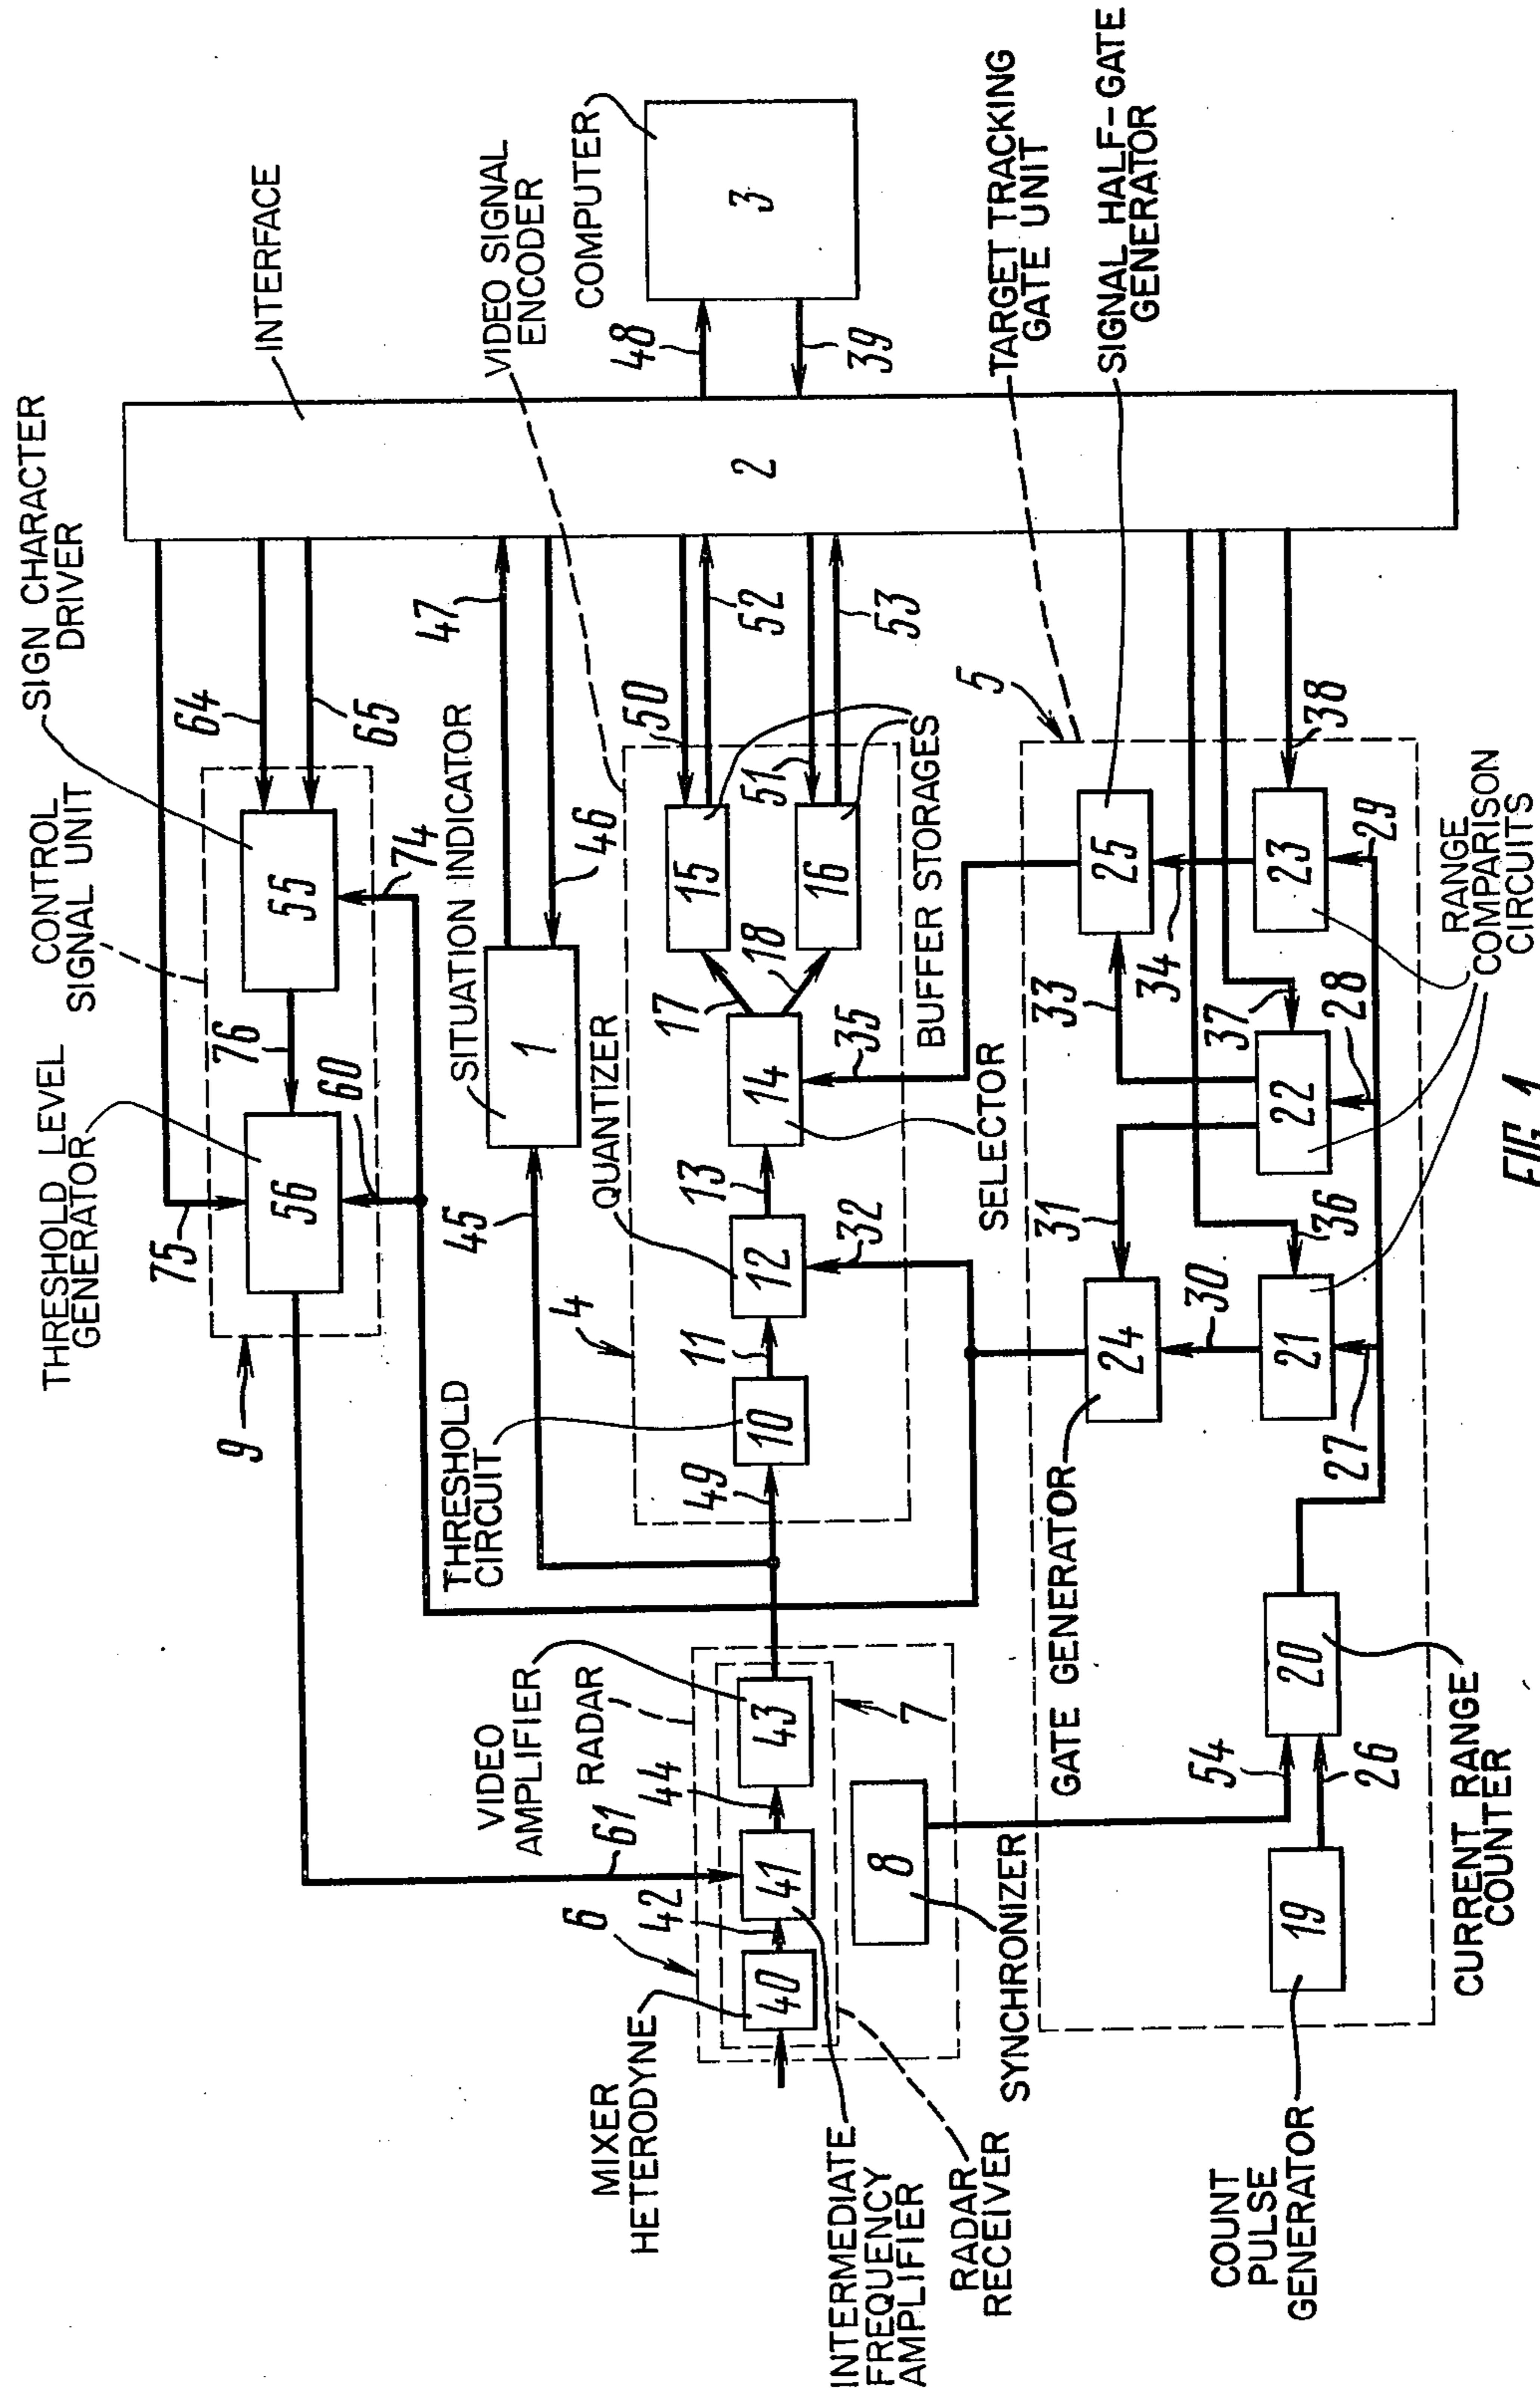 CONTROL
SIGNAL UNIT
SIGN CHARACTER
DRIVER
THRESHOLD LEVEL
GENERATOR
INTERFACE
9
75
56
76
55
64
65
60
74
61
SITUATION INDICATOR
1
45
46
47
2
VIDEO SIGNAL
ENCODER
COMPUTER
3
48
39
THRESHOLD
CIRCUIT
QUANTIZER
4
49
10
11
12
13
14
17
18
15
16
50
51
52
53
32
35
SELECTOR
BUFFER STORAGES
MIXER
HETERODYNE
VIDEO
AMPLIFIER
RADAR
6
40
42
41
44
43
7
8
SYNCHRONIZER
INTERMEDIATE
FREQUENCY
AMPLIFIER
RADAR
RECEIVER
TARGET TRACKING
GATE UNIT
SIGNAL HALF-GATE
GENERATOR
5
GATE GENERATOR
24
31
33
25
30
34
21
36
22
37
23
38
27
28
29
RANGE
COMPARISON
CIRCUITS
54
26
20
19
CURRENT RANGE
COUNTER
COUNT
PULSE
GENERATOR
FIG. 1